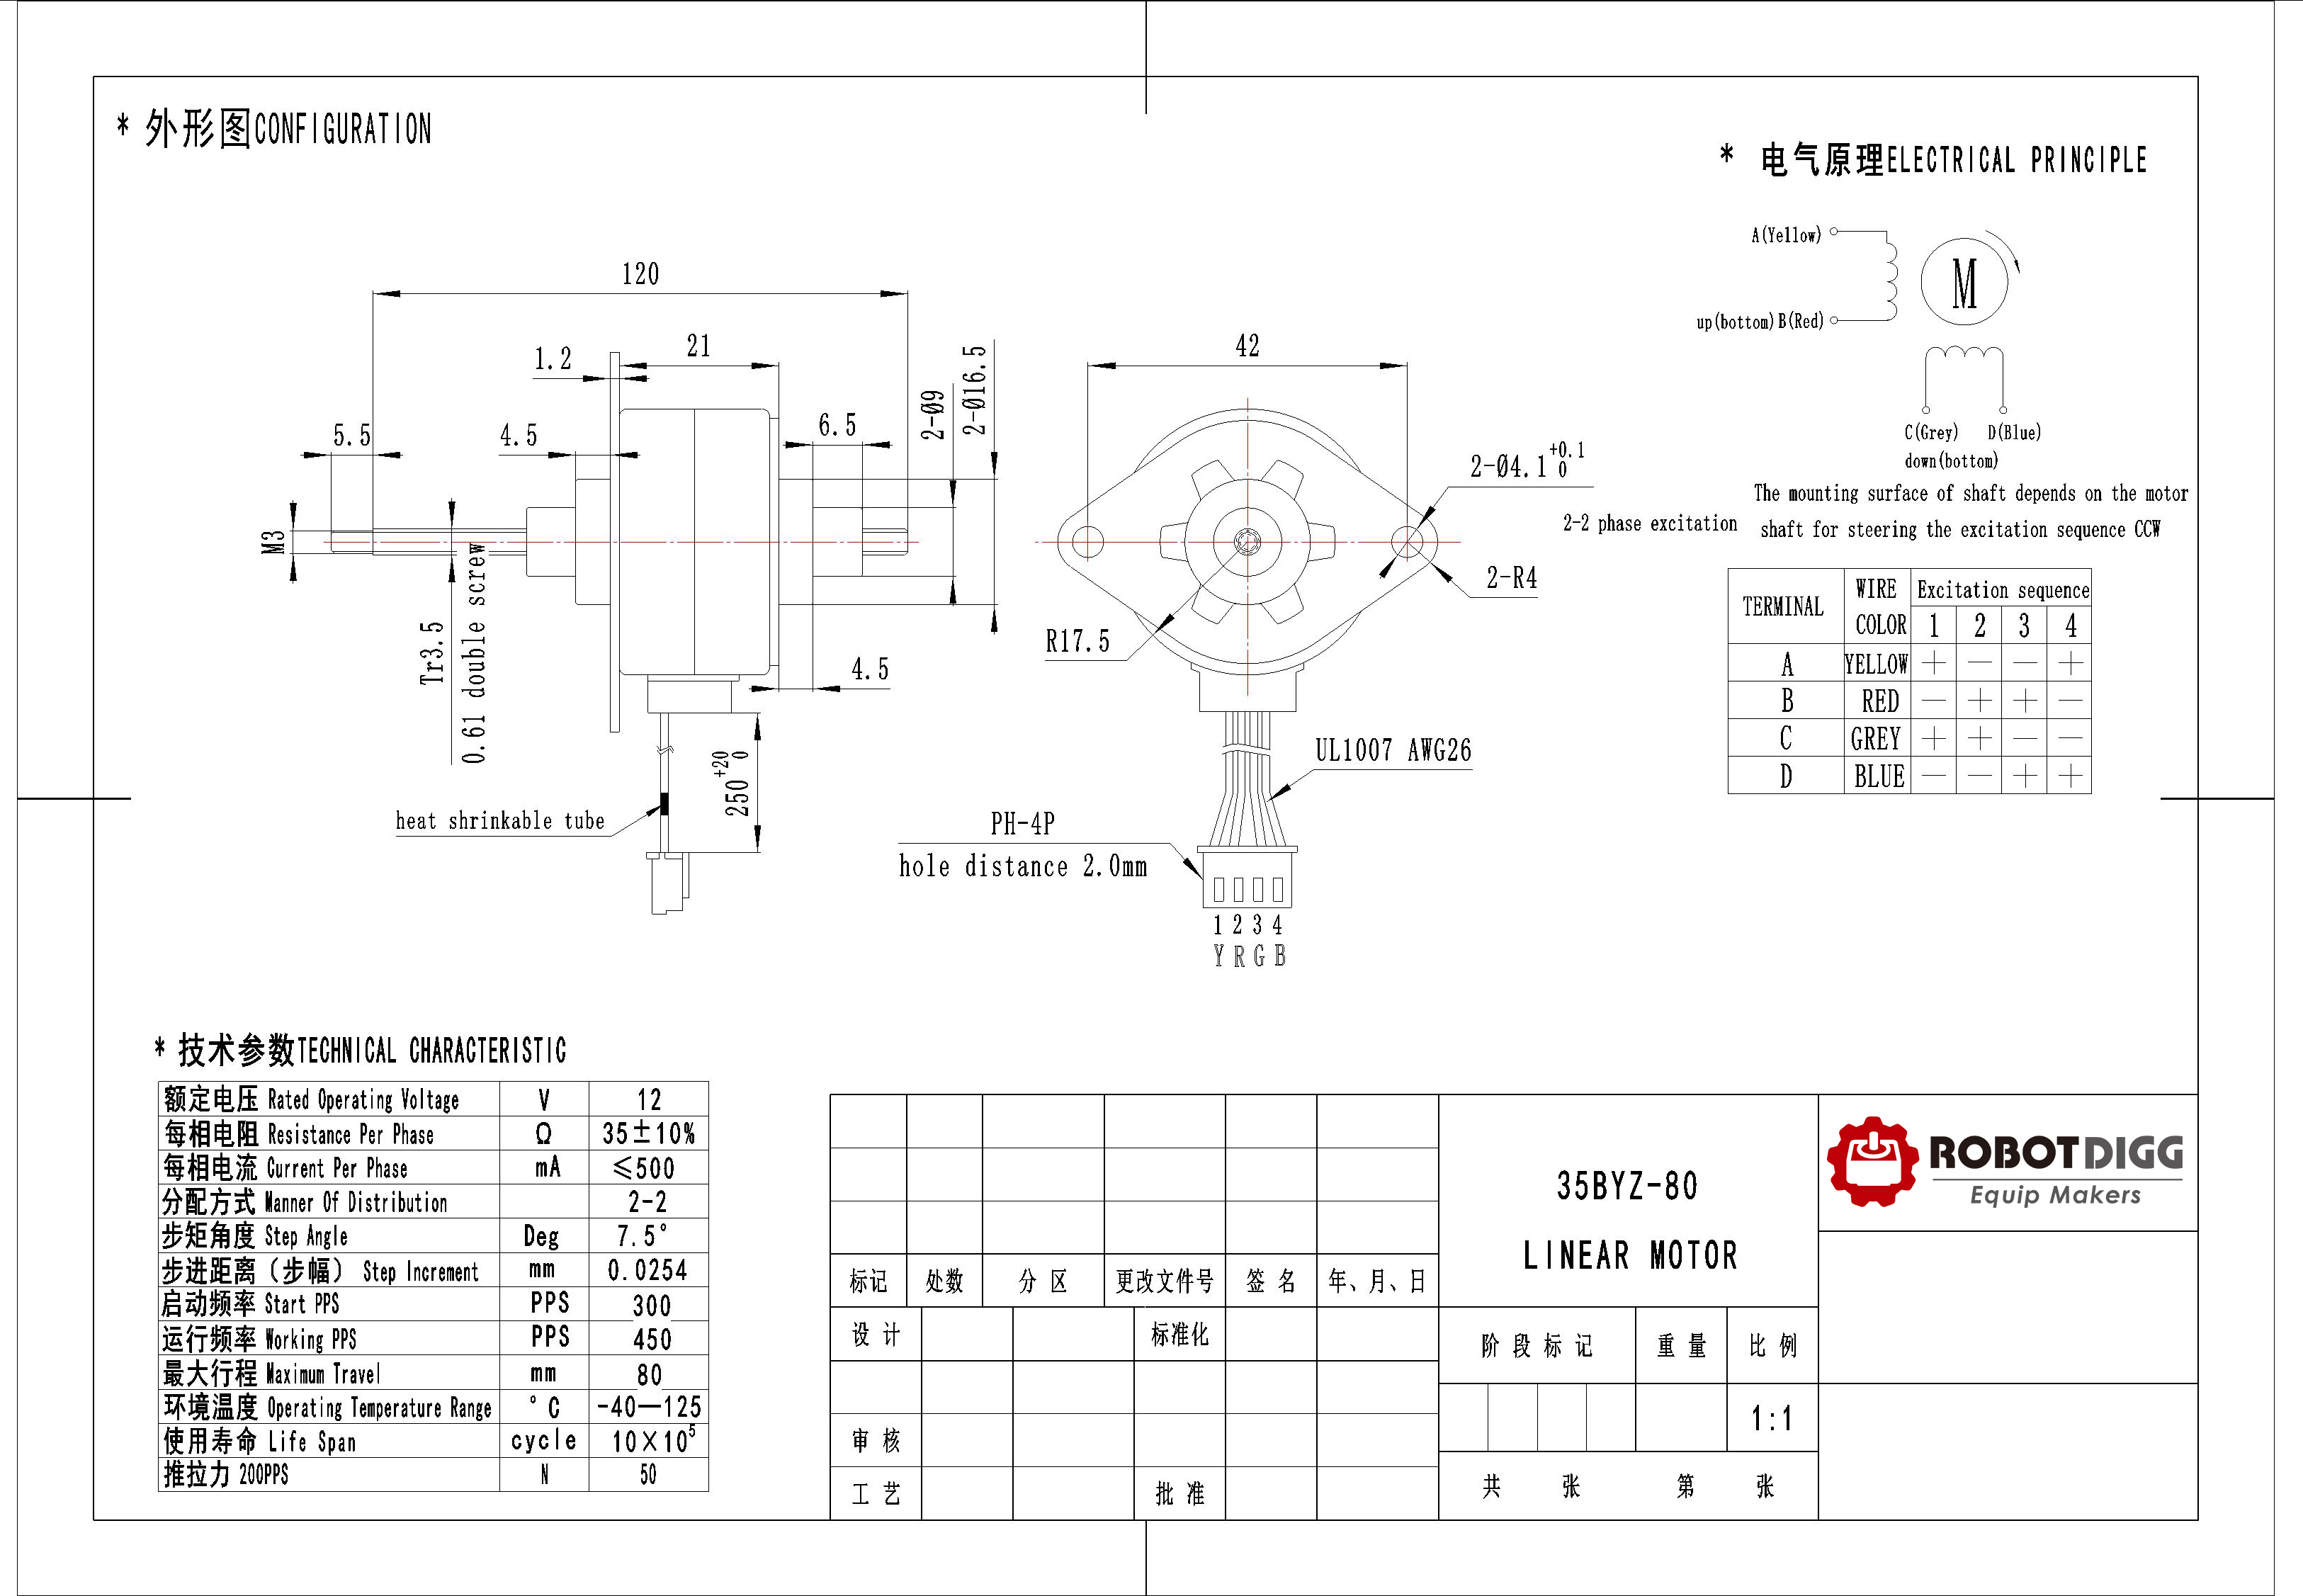 * 外形图CONFIGURATION
* 电气原理ELECTRICAL PRINCIPLE
A(Yellow)
M
up(bottom) B(Red)
C(Grey) D(Blue)
down(bottom)
The mounting surface of shaft depends on the motor
2-2 phase excitation shaft for steering the excitation sequence CCW
TERMINAL WIRE COLOR Excitation sequence
1 2 3 4
A YELLOW + — — +
B RED — + + —
C GREY + + — —
D BLUE — — + +
120
1.2
21
5.5
4.5
6.5
2-Ø9
2-Ø16.5
M3
Tr3.5
0.61 double screw
4.5
250 +20 0
heat shrinkable tube
42
2-Ø4.1 +0.1 0
2-R4
R17.5
UL1007 AWG26
PH-4P
hole distance 2.0mm
1 2 3 4
Y R G B
* 技术参数TECHNICAL CHARACTERISTIC
额定电压 Rated Operating Voltage V 12
每相电阻 Resistance Per Phase Ω 35±10%
每相电流 Current Per Phase mA ≤500
分配方式 Manner Of Distribution 2-2
步矩角度 Step Angle Deg 7.5°
步进距离（步幅） Step Increment mm 0.0254
启动频率 Start PPS PPS 300
运行频率 Working PPS PPS 450
最大行程 Maximum Travel mm 80
环境温度 Operating Temperature Range °C -40—125
使用寿命 Life Span cycle 10×10⁵
推拉力 200PPS N 50
标记 处数 分 区 更改文件号 签 名 年、月、日
设 计 标准化
审 核
工 艺 批 准
35BYZ-80
LINEAR MOTOR
阶 段 标 记 重 量 比 例
1:1
共 张 第 张
ROBOTDIGG
Equip Makers